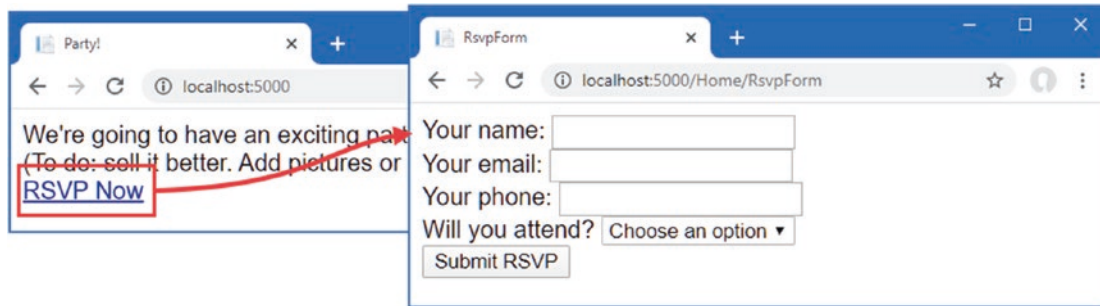 Party!
localhost:5000
We're going to have an exciting part
(To do: sell it better. Add pictures or
RSVP Now
RsvpForm
localhost:5000/Home/RsvpForm
Your name:
Your email:
Your phone:
Will you attend? Choose an option
Submit RSVP